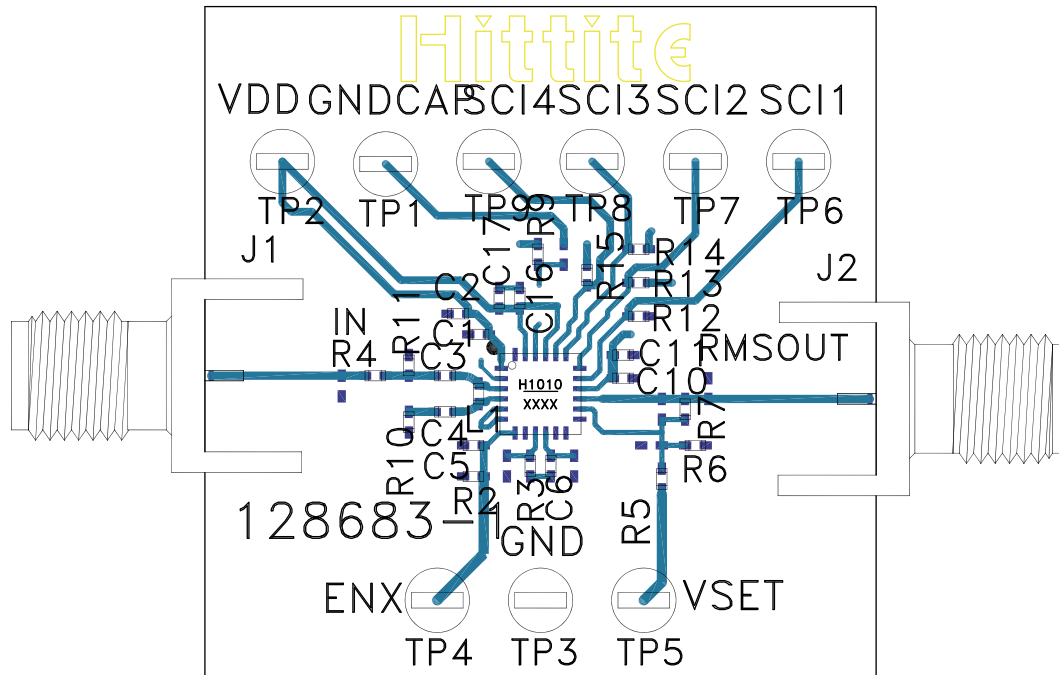 Hittite
VDD GND CAP SCI4 SCI3 SCI2 SCI1
TP2 TP1 TP9 TP8 TP7 TP6
R9
J1 C17 R15 R14
J2
C2 C16 R13
IN R11 C1 R12
R4 C3 C11 RMSOUT
H1010
XXXX
C10
L1 R7
R10 C4
C5 R6
R2 R3 C6 R5
128683-1
GND
ENX VSET
TP4 TP3 TP5